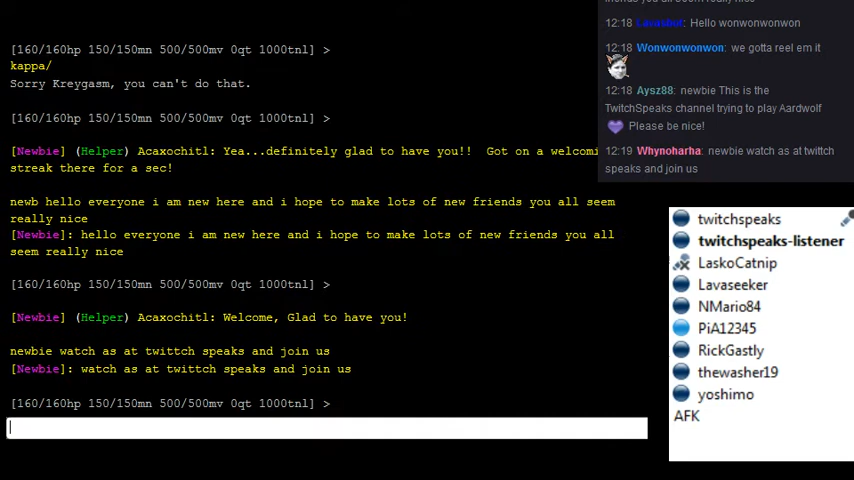 [160/160hp 150/150mn 500/500mv 0qt 1000tnl] >
kappa/
Sorry Kreygasm, you can't do that.
[160/160hp 150/150mn 500/500mv 0qt 1000tnl] >
[Newbie] (Helper) Acaxochitl: Yea...definitely glad to have you!!  Got on a
streak there for a sec!
newb hello everyone i am new here and i hope to make lots of new friends you all seem
really nice
[Newbie]: hello everyone i am new here and i hope to make lots of new friends you all
seem really nice
[160/160hp 150/150mn 500/500mv 0qt 1000tnl] >
[Newbie] (Helper) Acaxochitl: Welcome, Glad to have you!
newbie watch as at twittch speaks and join us
[Newbie]: watch as at twittch speaks and join us
[160/160hp 150/150mn 500/500mv 0qt 1000tnl] >
friends you all seem really nice
12:18 Hello wonwonwonwon
12:18 Wonwonwonwon: we gotta reel em it
12:18 Aysz88: newbie This is the
TwitchSpeaks channel trying to play Aardwolf
Please be nice!
12:19 Whynoharha: newbie watch as at twittch
speaks and join us
twitchspeaks
twitchspeaks-listener
LaskoCatnip
Lavaseeker
NMario84
PiA12345
RickGastly
thewasher19
yoshimo
AFK